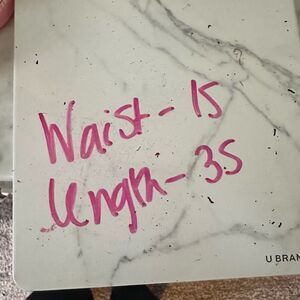 Waist- 15
Length- 35
U BRAN